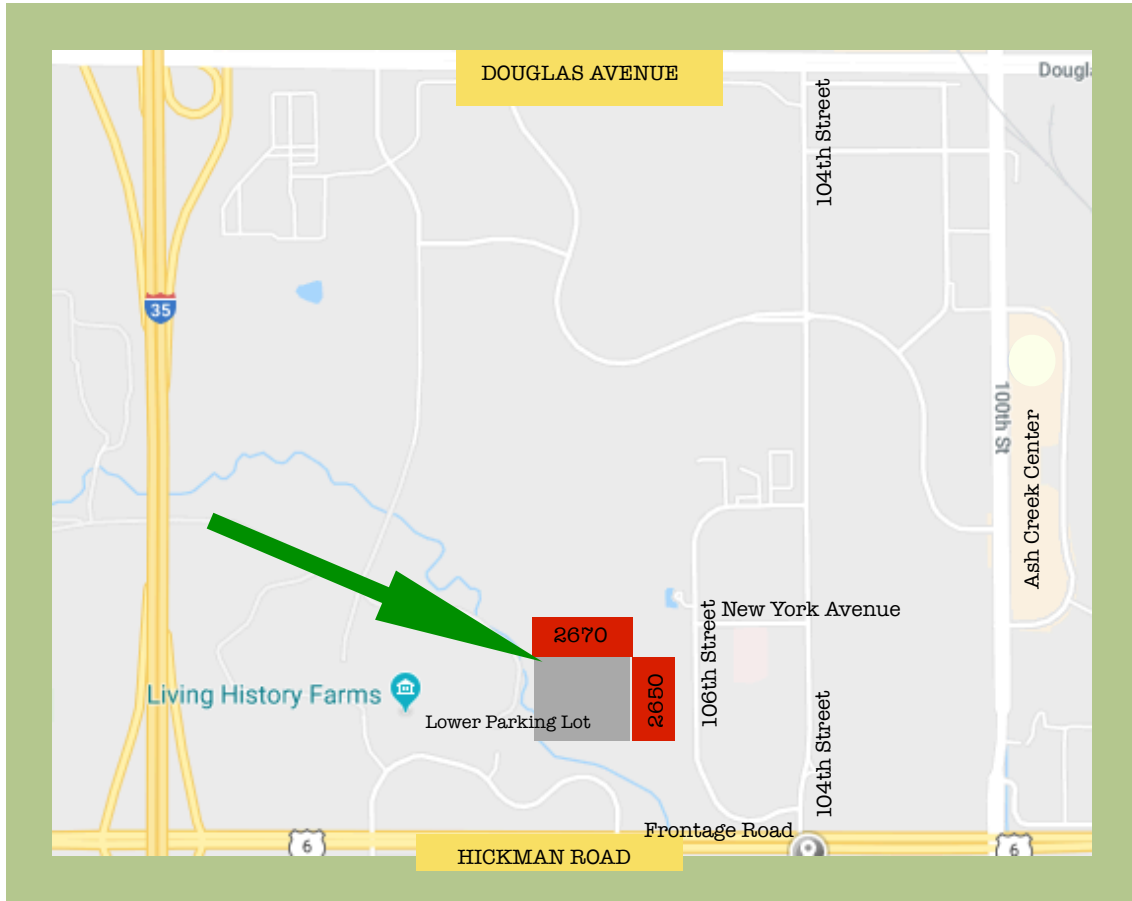 DOUGLAS AVENUE
Dougl
104th Street
35
100th St
Ash Creek Center
New York Avenue
106th Street
2670
2650
Living History Farms
Lower Parking Lot
104th Street
Frontage Road
6
HICKMAN ROAD
6